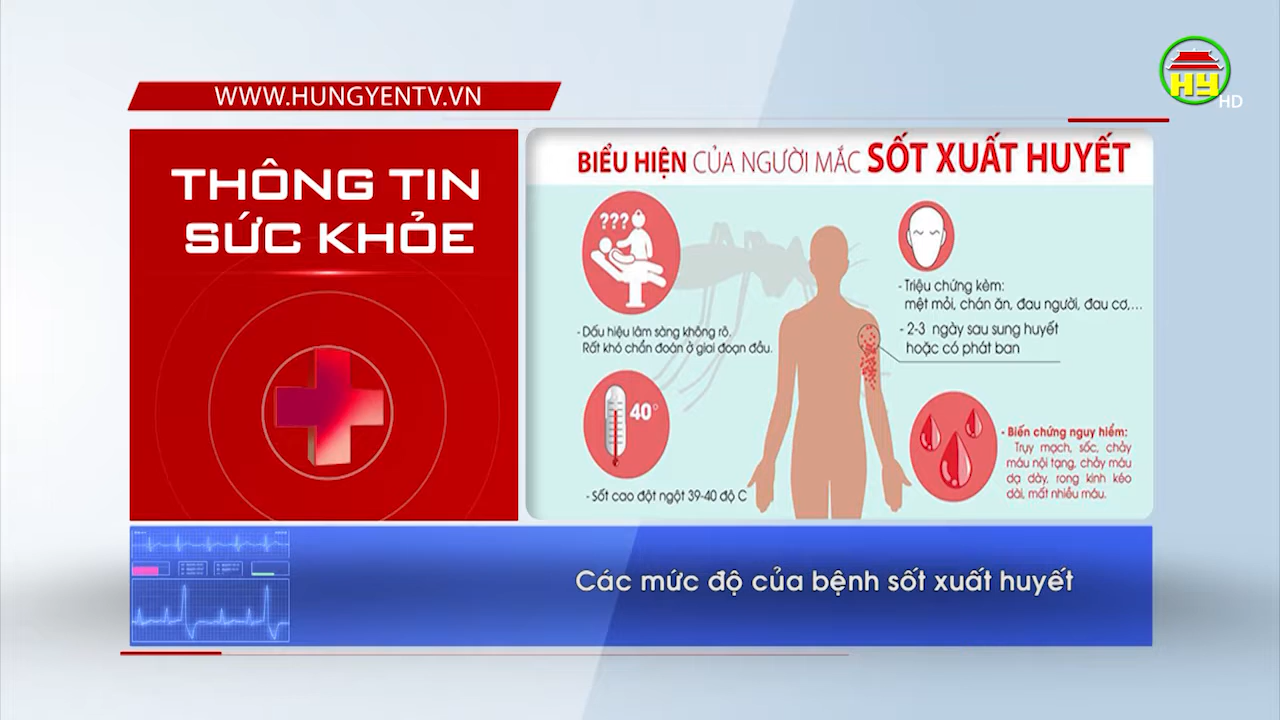 WWW.HUNGYENTV.VN
HY
HD
THÔNG TIN
SỨC KHỎE
BIỂU HIỆN CỦA NGƯỜI MẮC SỐT XUẤT HUYẾT
???
- Dấu hiệu lâm sàng không rõ.
Rất khó chẩn đoán ở giai đoạn đầu.
40°
- Sốt cao đột ngột 39-40 độ C
- Triệu chứng kèm:
mệt mỏi, chán ăn, đau người, đau cơ,...
- 2-3 ngày sau sung huyết
hoặc có phát ban
- Biến chứng nguy hiểm:
Trụy mạch, sốc, chảy
máu nội tạng, chảy máu
dạ dày, rong kinh kéo
dài, mất nhiều máu.
Các mức độ của bệnh sốt xuất huyết